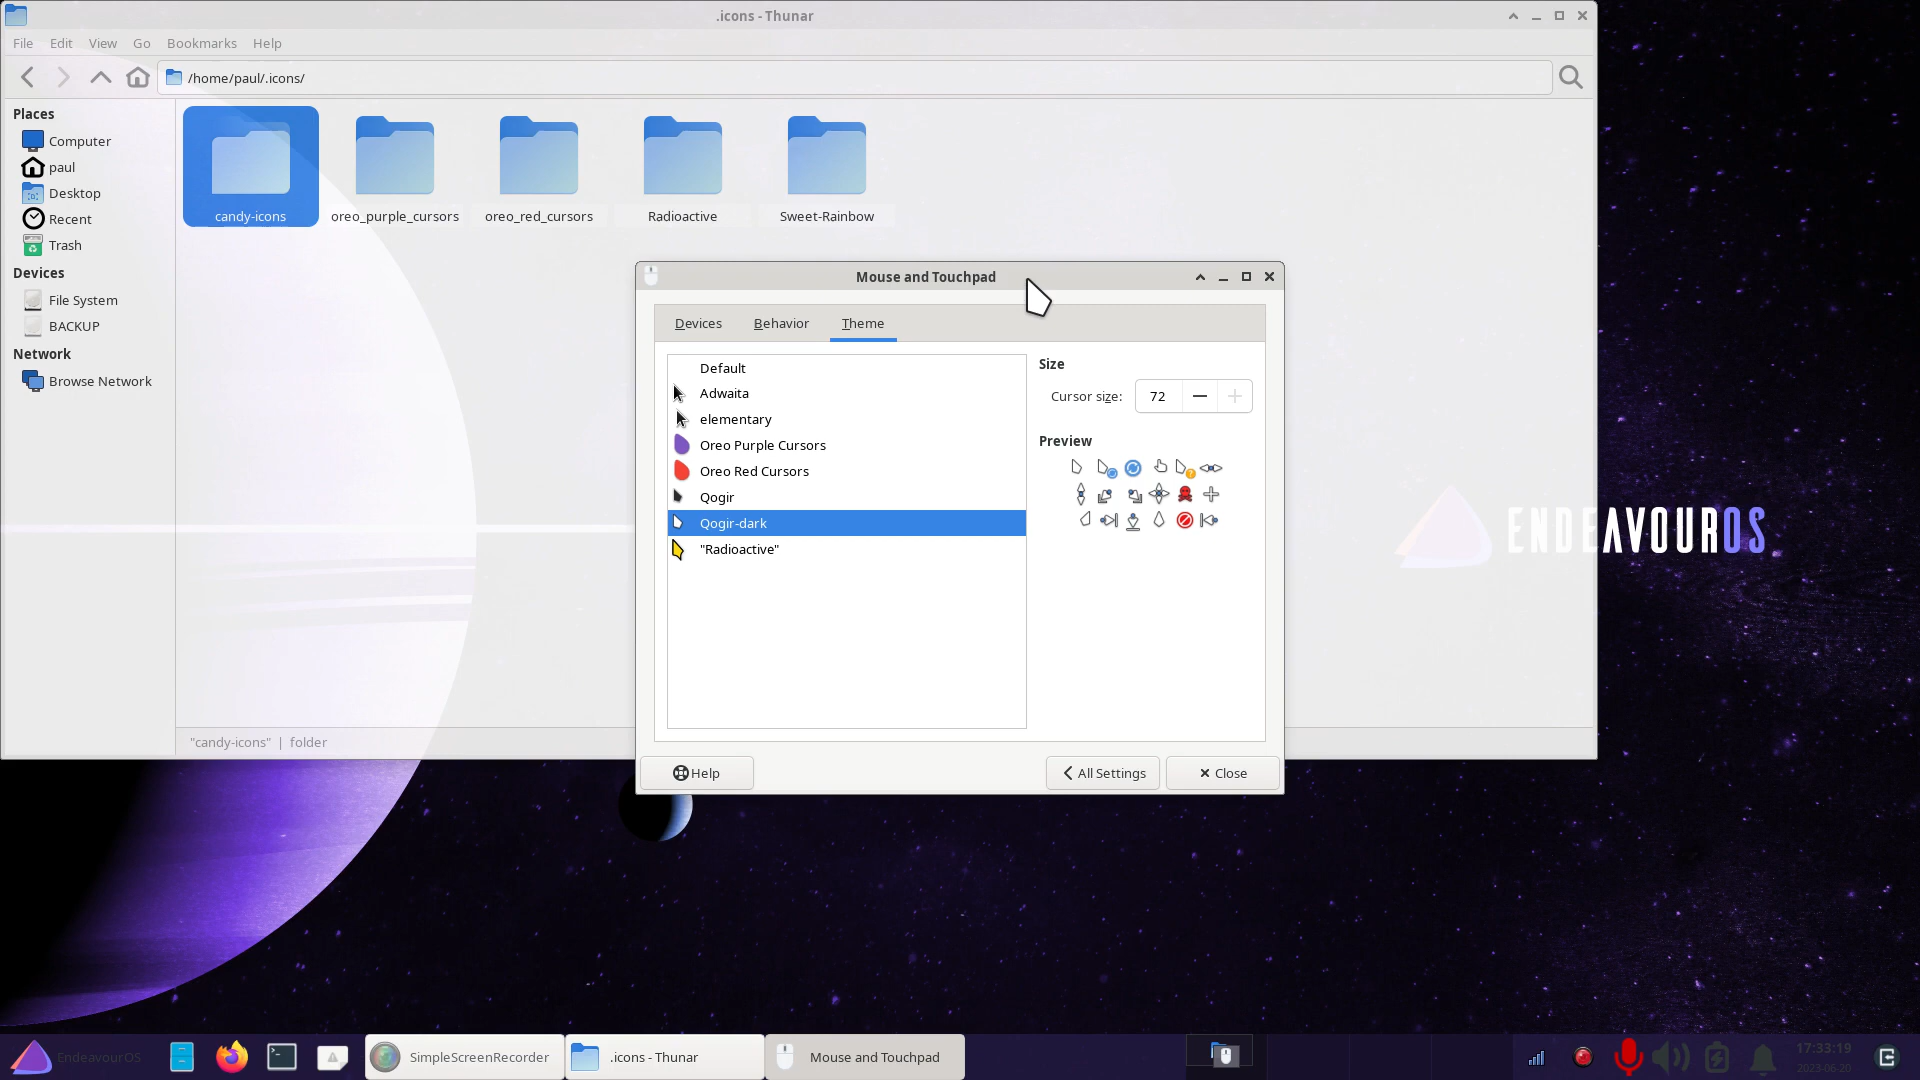 .icons - Thunar
File Edit View Go Bookmarks Help
/home/paul/.icons/
Places
Computer
paul
Desktop
Recent
Trash
Devices
File System
BACKUP
Network
Browse Network
candy-icons
oreo_purple_cursors
oreo_red_cursors
Radioactive
Sweet-Rainbow
"candy-icons" | folder
Mouse and Touchpad
Devices Behavior Theme
Default
Adwaita
elementary
Oreo Purple Cursors
Oreo Red Cursors
Qogir
Qogir-dark
"Radioactive"
Size
Cursor size: 72
Preview
Help
All Settings
Close
ENDEAVOUROS
EndeavourOS
SimpleScreenRecorder
.icons - Thunar
Mouse and Touchpad
17:33:19
2023-06-20